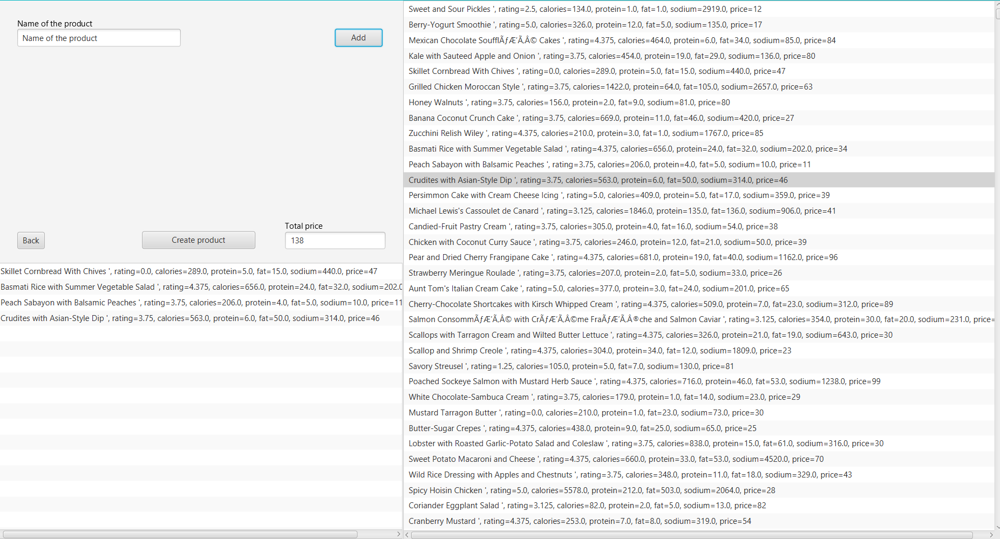 Name of the product
Name of the product
Add
Back
Create product
Total price
138
Skillet Cornbread With Chives ', rating=0.0, calories=289.0, protein=5.0, fat=15.0, sodium=440.0, price=47
Basmati Rice with Summer Vegetable Salad ', rating=4.375, calories=656.0, protein=24.0, fat=32.0, sodium=202.0
Peach Sabayon with Balsamic Peaches ', rating=3.75, calories=206.0, protein=4.0, fat=5.0, sodium=10.0, price=11
Crudites with Asian-Style Dip ', rating=3.75, calories=563.0, protein=6.0, fat=50.0, sodium=314.0, price=46
Sweet and Sour Pickles ', rating=2.5, calories=134.0, protein=1.0, fat=1.0, sodium=2919.0, price=12
Berry-Yogurt Smoothie ', rating=5.0, calories=326.0, protein=12.0, fat=5.0, sodium=135.0, price=17
Mexican Chocolate SoufflÃƒÆ'Ã‚Â© Cakes ', rating=4.375, calories=464.0, protein=6.0, fat=34.0, sodium=85.0, price=84
Kale with Sauteed Apple and Onion ', rating=3.75, calories=454.0, protein=19.0, fat=29.0, sodium=136.0, price=80
Skillet Cornbread With Chives ', rating=0.0, calories=289.0, protein=5.0, fat=15.0, sodium=440.0, price=47
Grilled Chicken Moroccan Style ', rating=3.75, calories=1422.0, protein=64.0, fat=105.0, sodium=2657.0, price=63
Honey Walnuts ', rating=3.75, calories=156.0, protein=2.0, fat=9.0, sodium=81.0, price=80
Banana Coconut Crunch Cake ', rating=3.75, calories=669.0, protein=11.0, fat=46.0, sodium=420.0, price=27
Zucchini Relish Wiley ', rating=4.375, calories=210.0, protein=3.0, fat=1.0, sodium=1767.0, price=85
Basmati Rice with Summer Vegetable Salad ', rating=4.375, calories=656.0, protein=24.0, fat=32.0, sodium=202.0, price=34
Peach Sabayon with Balsamic Peaches ', rating=3.75, calories=206.0, protein=4.0, fat=5.0, sodium=10.0, price=11
Crudites with Asian-Style Dip ', rating=3.75, calories=563.0, protein=6.0, fat=50.0, sodium=314.0, price=46
Persimmon Cake with Cream Cheese Icing ', rating=5.0, calories=409.0, protein=5.0, fat=17.0, sodium=359.0, price=39
Michael Lewis's Cassoulet de Canard ', rating=3.125, calories=1846.0, protein=135.0, fat=136.0, sodium=906.0, price=41
Candied-Fruit Pastry Cream ', rating=3.75, calories=305.0, protein=4.0, fat=16.0, sodium=54.0, price=38
Chicken with Coconut Curry Sauce ', rating=3.75, calories=246.0, protein=12.0, fat=21.0, sodium=50.0, price=39
Pear and Dried Cherry Frangipane Cake ', rating=4.375, calories=681.0, protein=19.0, fat=40.0, sodium=1162.0, price=96
Strawberry Meringue Roulade ', rating=3.75, calories=207.0, protein=2.0, fat=5.0, sodium=33.0, price=26
Aunt Tom's Italian Cream Cake ', rating=5.0, calories=377.0, protein=3.0, fat=24.0, sodium=201.0, price=65
Cherry-Chocolate Shortcakes with Kirsch Whipped Cream ', rating=4.375, calories=509.0, protein=7.0, fat=23.0, sodium=312.0, price=89
Salmon ConsommÃƒÆ'Ã‚Â© with CrÃƒÆ'Ã‚Â©me FraÃƒÆ'Ã‚Â®che and Salmon Caviar ', rating=3.125, calories=354.0, protein=30.0, fat=20.0, sodium=231.0, price=
Scallops with Tarragon Cream and Wilted Butter Lettuce ', rating=4.375, calories=326.0, protein=21.0, fat=19.0, sodium=643.0, price=30
Scallop and Shrimp Creole ', rating=4.375, calories=304.0, protein=34.0, fat=12.0, sodium=1809.0, price=23
Savory Streusel ', rating=1.25, calories=105.0, protein=5.0, fat=7.0, sodium=130.0, price=81
Poached Sockeye Salmon with Mustard Herb Sauce ', rating=4.375, calories=716.0, protein=46.0, fat=53.0, sodium=1238.0, price=99
White Chocolate-Sambuca Cream ', rating=3.75, calories=179.0, protein=1.0, fat=14.0, sodium=23.0, price=29
Mustard Tarragon Butter ', rating=0.0, calories=210.0, protein=1.0, fat=23.0, sodium=73.0, price=30
Butter-Sugar Crepes ', rating=4.375, calories=438.0, protein=9.0, fat=25.0, sodium=65.0, price=25
Lobster with Roasted Garlic-Potato Salad and Coleslaw ', rating=3.75, calories=838.0, protein=15.0, fat=61.0, sodium=316.0, price=30
Sweet Potato Macaroni and Cheese ', rating=4.375, calories=660.0, protein=33.0, fat=53.0, sodium=4520.0, price=70
Wild Rice Dressing with Apples and Chestnuts ', rating=3.75, calories=348.0, protein=11.0, fat=18.0, sodium=329.0, price=43
Spicy Hoisin Chicken ', rating=5.0, calories=5578.0, protein=212.0, fat=503.0, sodium=2064.0, price=28
Coriander Eggplant Salad ', rating=3.125, calories=82.0, protein=2.0, fat=5.0, sodium=13.0, price=82
Cranberry Mustard ', rating=4.375, calories=253.0, protein=7.0, fat=8.0, sodium=319.0, price=54